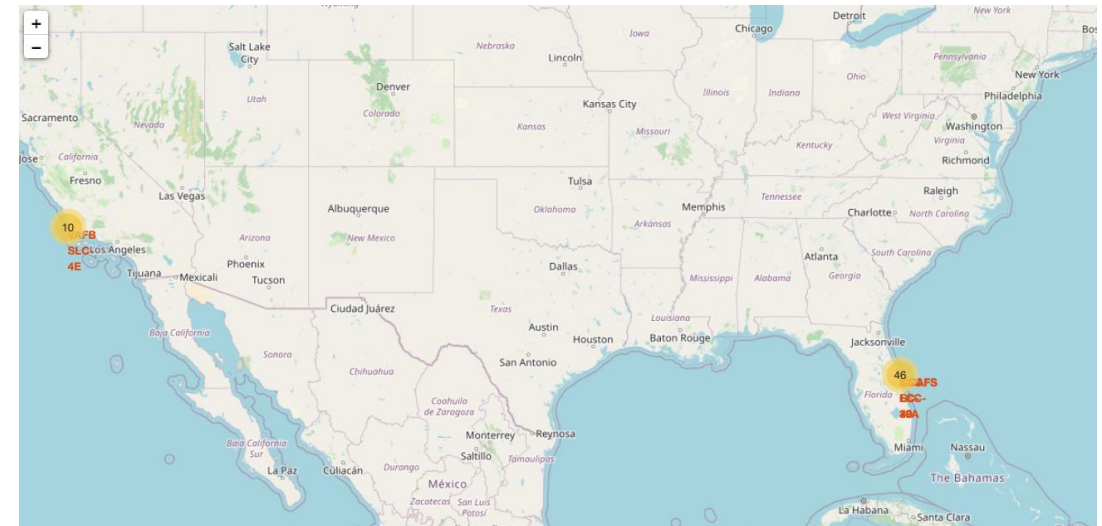 +
−
Wyoming
Salt Lake
City
Nebraska
Iowa
Chicago
Detroit
New York
Lincoln
Pennsylvania
New York
Denver
Utah
Colorado
Illinois
Indiana
Ohio
Philadelphia
Kansas City
Sacramento
Nevada
Kansas
Missouri
West Virginia
Washington
Kentucky
Virginia
Jose
California
Richmond
Fresno
Las Vegas
Tulsa
Raleigh
Albuquerque
Oklahoma
Memphis
Tennessee
Charlotte
North Carolina
Arkansas
10
SLC-
4E
Los Angeles
Arizona
New Mexico
South Carolina
Atlanta
Phoenix
Tijuana
Mexicali
Tucson
Dallas
Mississippi
Alabama
Georgia
Ciudad Juárez
Texas
Louisiana
Baja California
Austin
Houston
Baton Rouge
Jacksonville
Sonora
San Antonio
Chihuahua
46
Florida
Coahuila
de Zaragoza
Monterrey
Reynosa
Baja California
Sur
Saltillo
Tamaulipas
Miami
Nassau
La Paz
Culiacán
Durango
México
The Bahamas
Zacatecas
San Luis
Potosí
La Habana
Santa Clara